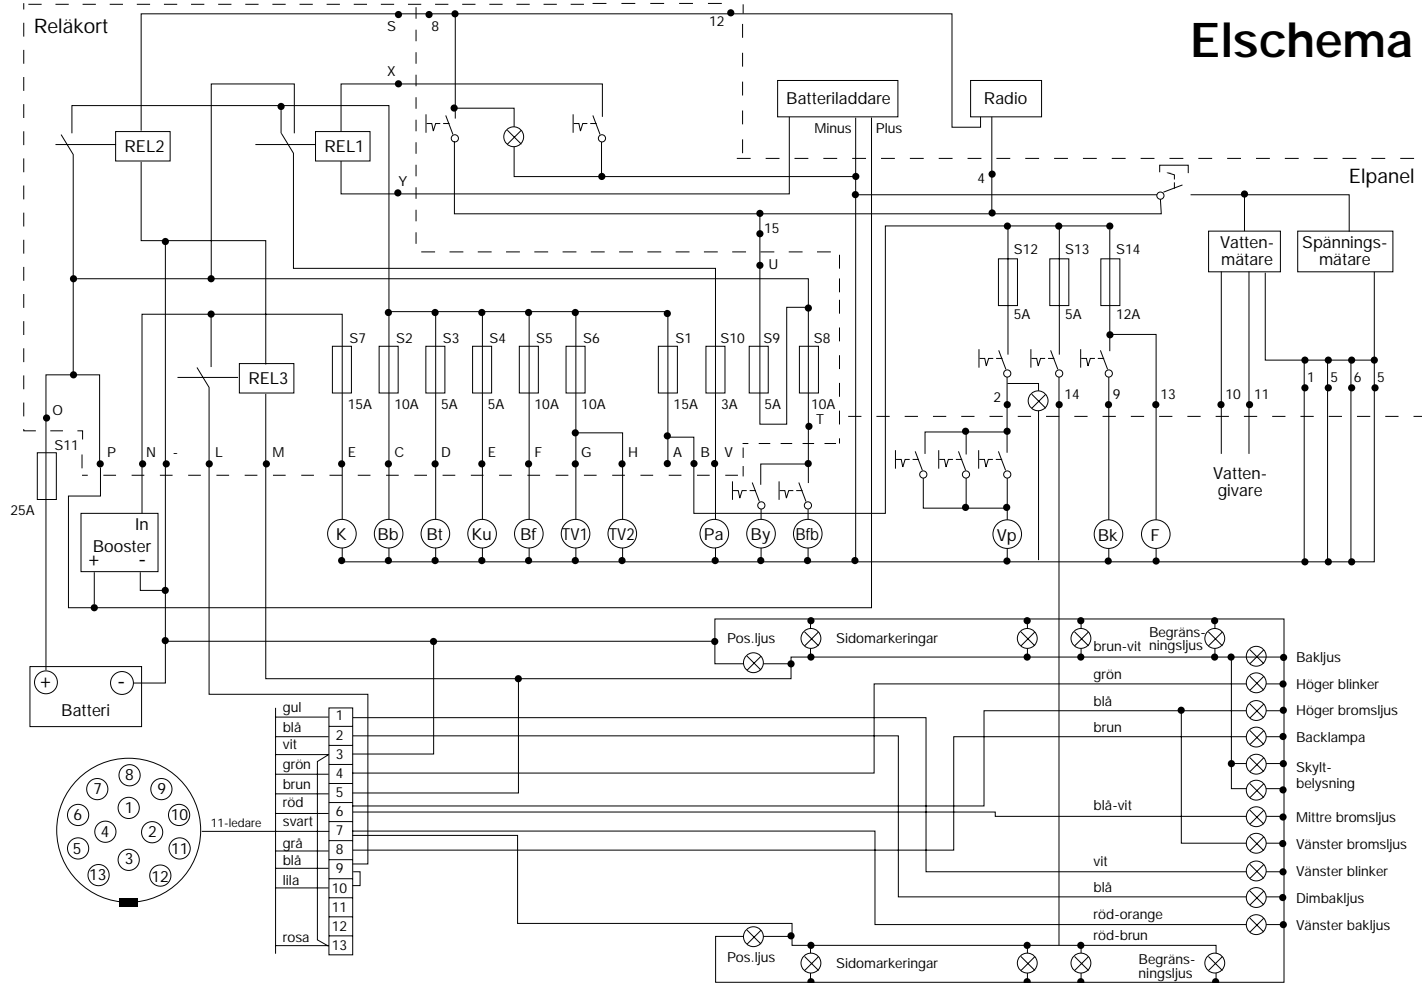 Elschema
Reläkort
S
8
12
X
Batteriladdare
Minus
Plus
Radio
REL2
REL1
Y
4
Elpanel
15
U
S12
S13
S14
5A
5A
12A
Vatten-
mätare
Spännings-
mätare
S7
S2
S3
S4
S5
S6
S1
S10
S9
S8
REL3
15A
10A
5A
5A
10A
10A
15A
3A
5A
10A
O
T
2
14
9
13
10
11
1
5
6
5
S11
25A
P
N
-
L
M
E
C
D
E
F
G
H
A
B
V
Vatten-
givare
In
Booster
+
-
K
Bb
Bt
Ku
Bf
TV1
TV2
Pa
By
Bfb
Vp
Bk
F
+
-
Batteri
Pos.ljus
Sidomarkeringar
brun-vit
Begräns-
ningsljus
Bakljus
grön
Höger blinker
blå
Höger bromsljus
brun
Backlampa
Skylt-
belysning
blå-vit
Mittre bromsljus
Vänster bromsljus
vit
Vänster blinker
blå
Dimbakljus
röd-orange
Vänster bakljus
röd-brun
gul
1
blå
2
vit
3
grön
4
brun
5
röd
6
svart
7
grå
8
blå
9
lila
10
11
12
rosa
13
11-ledare
8
7
9
6
1
10
4
2
5
11
3
13
12
Pos.ljus
Sidomarkeringar
Begräns-
ningsljus